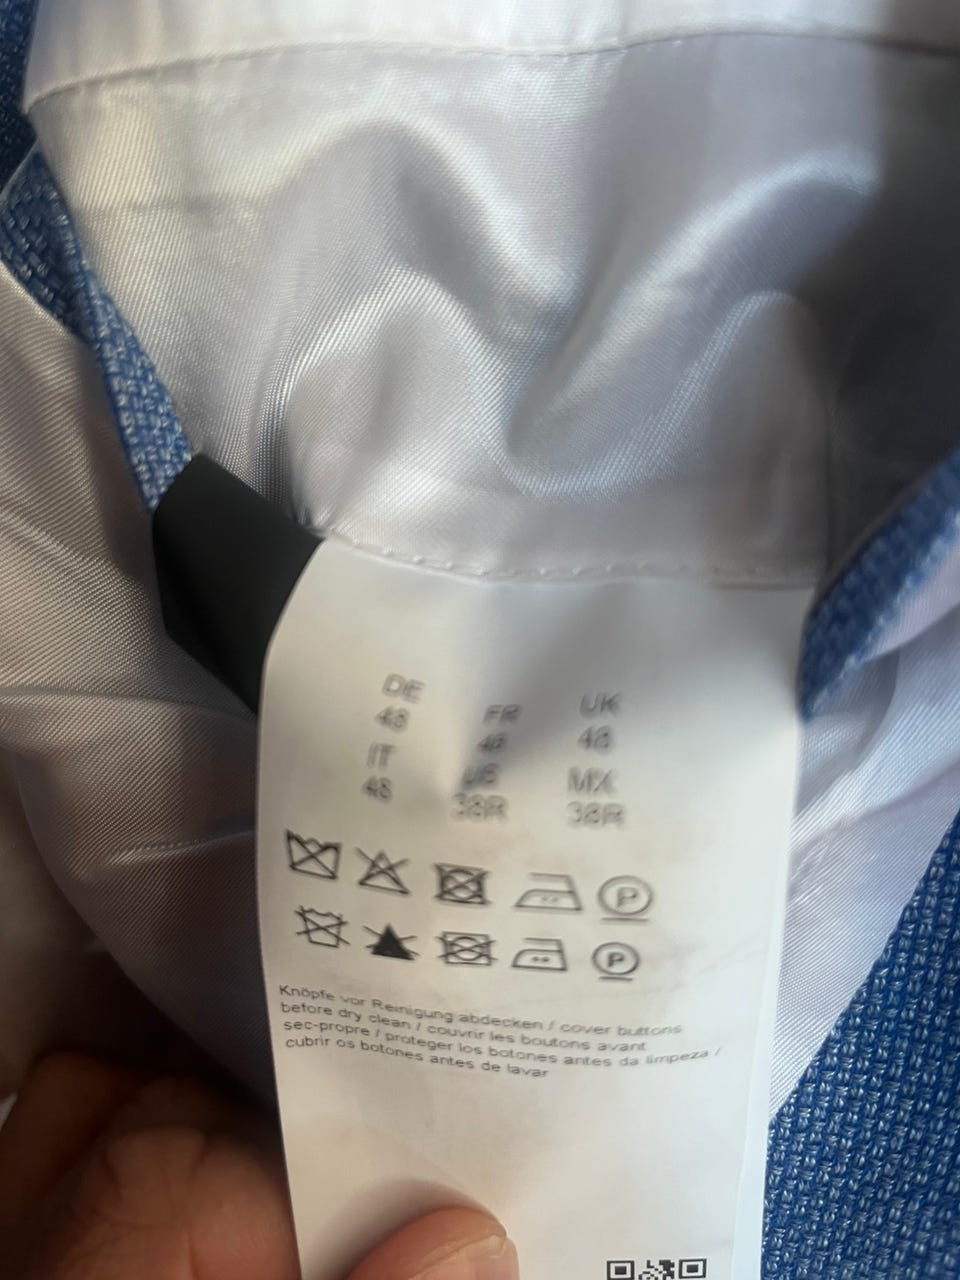 DE FR UK
48 48 48
IT US MX
48 38R 38R
P
P
Knöpfe vor Reinigung abdecken / cover buttons
before dry clean / couvrir les boutons avant
sec-propre / proteger los botones antes da limpeza /
cubrir os botones antes de lavar